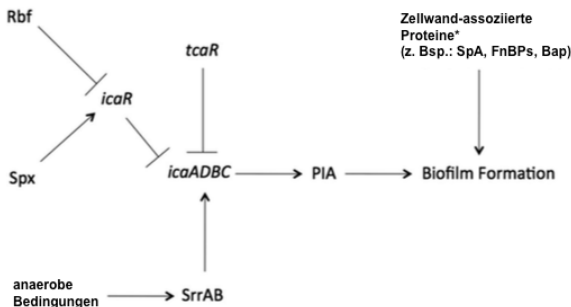 Rbf
Zellwand-assoziierte
Proteine*
(z. Bsp.: SpA, FnBPs, Bap)
tcaR
icaR
Spx
icaADBC
PIA
Biofilm Formation
anaerobe
Bedingungen
SrrAB